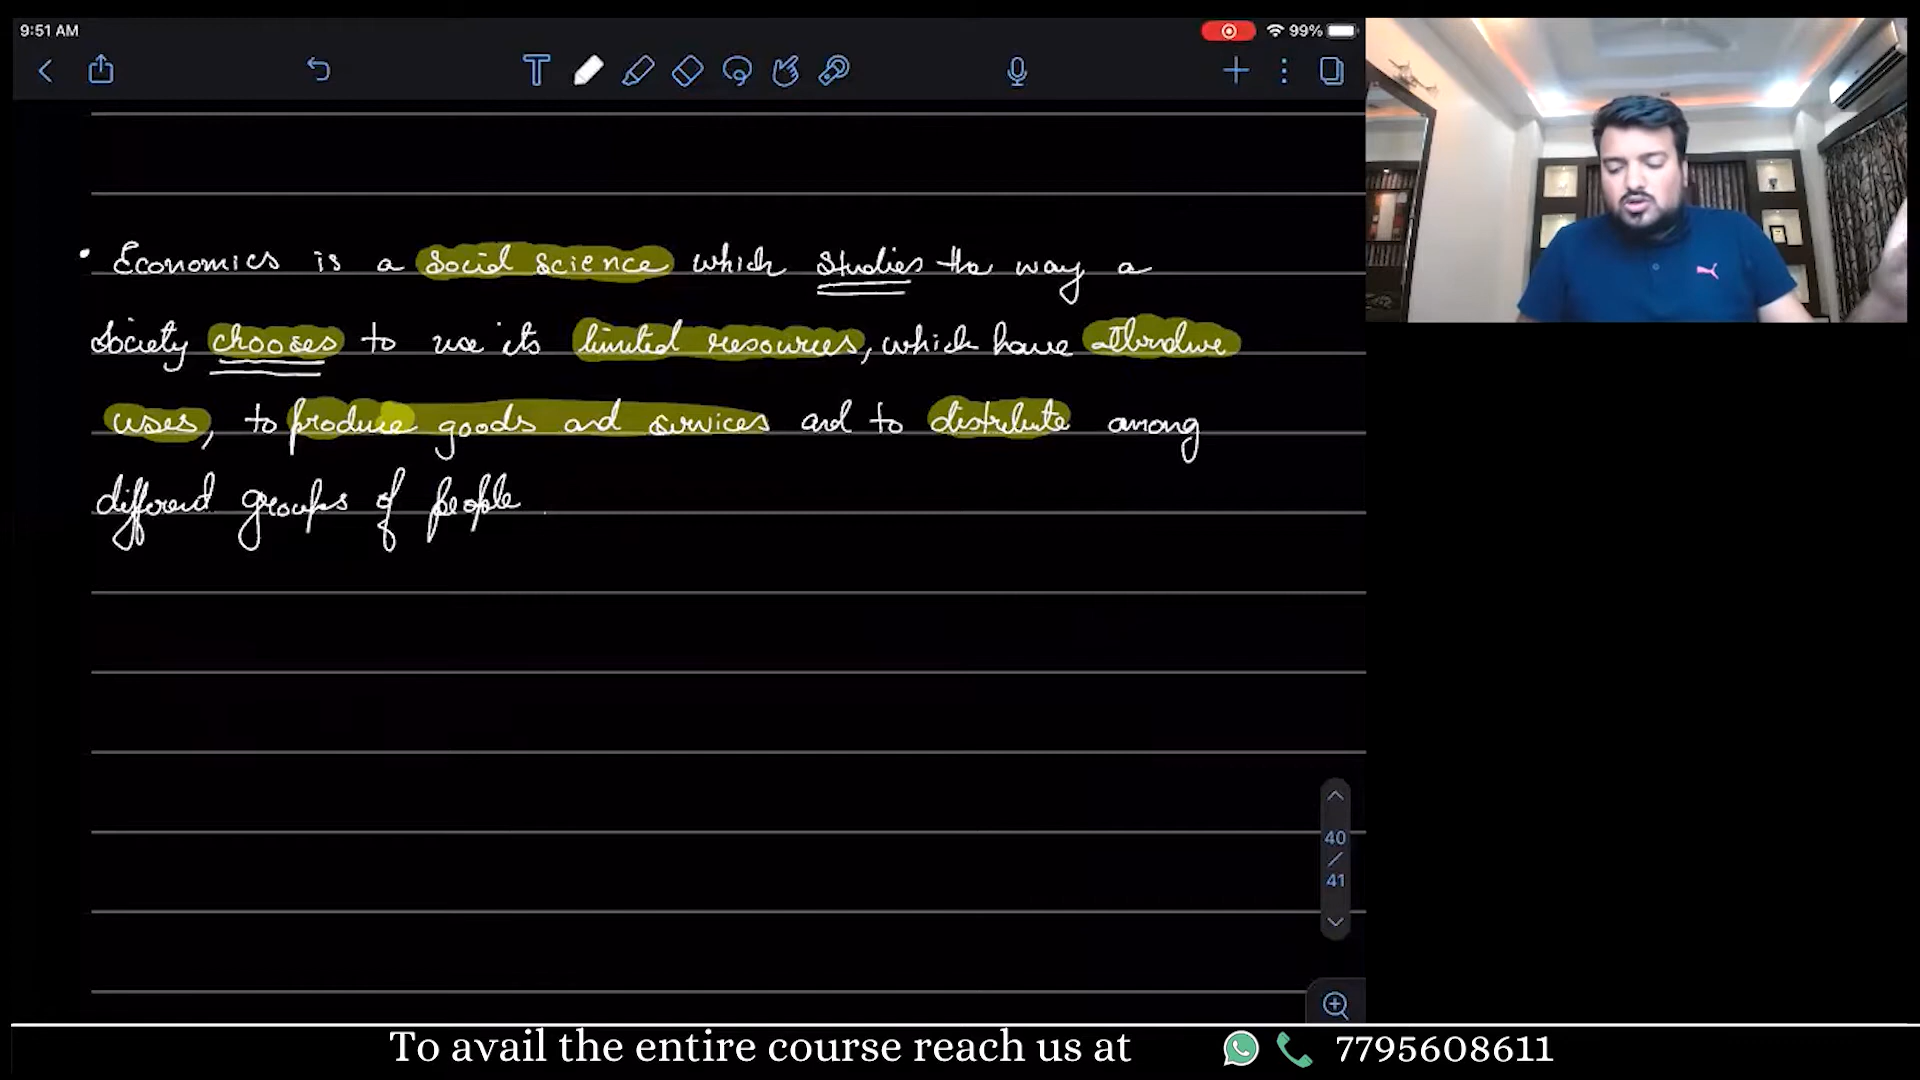 9:51 AM
99%
T
• Economics is a social science which studies the way a
society chooses to use its limited resources, which have alternative
uses, to produce goods and services and to distribute among
different groups of people.
40
/
41
To avail the entire course reach us at 7795608611